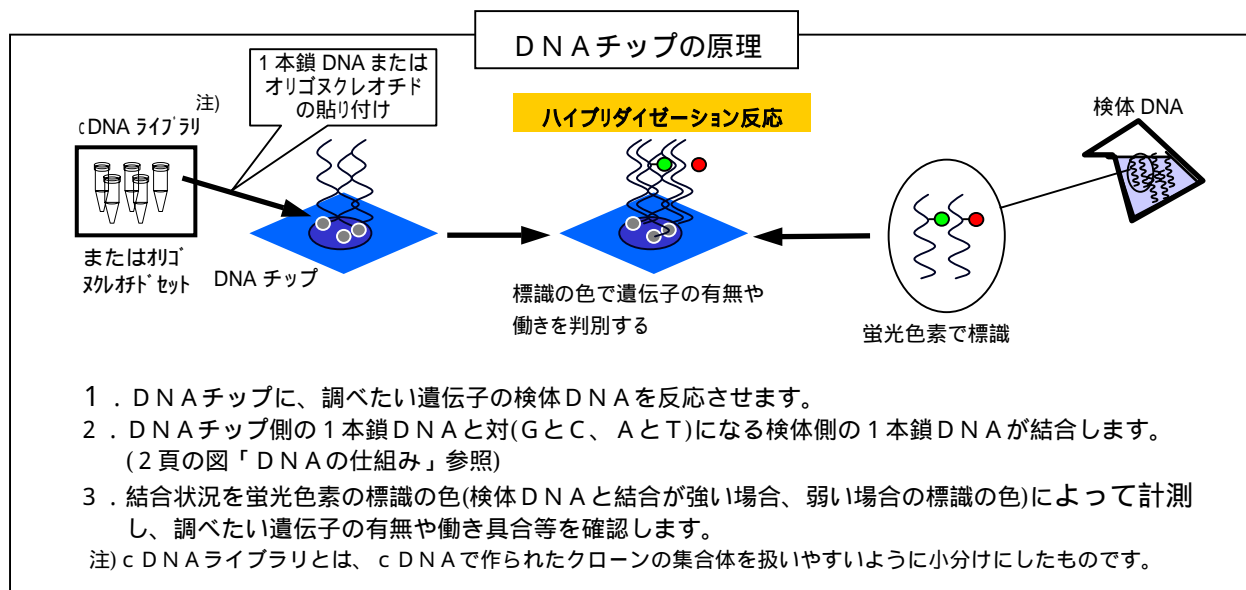 DNAチップの原理
1本鎖 DNA または
オリゴヌクレオチド
の貼り付け
注)
cDNA ライブラリ
または オリゴ
ヌクレオチドセット
DNA チップ
ハイブリダイゼーション反応
標識の色で遺伝子の有無や
働きを判別する
検体 DNA
蛍光色素で標識
1．DNAチップに、調べたい遺伝子の検体DNAを反応させます。
2．DNAチップ側の1本鎖DNAと対(GとC、AとT)になる検体側の1本鎖DNAが結合します。
(2頁の図「DNAの仕組み」参照)
3．結合状況を蛍光色素の標識の色(検体DNAと結合が強い場合、弱い場合の標識の色)によって計測
し、調べたい遺伝子の有無や働き具合等を確認します。
注)cDNAライブラリとは、cDNAで作られたクローンの集合体を扱いやすいように小分けにしたものです。